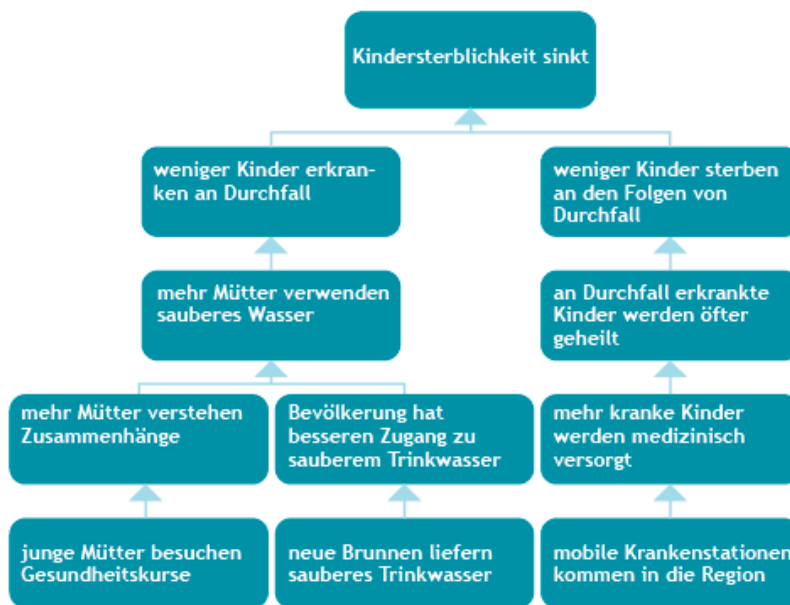 Kindersterblichkeit sinkt
weniger Kinder erkran-
ken an Durchfall
weniger Kinder sterben
an den Folgen von
Durchfall
mehr Mütter verwenden
sauberes Wasser
an Durchfall erkrankte
Kinder werden öfter
geheilt
mehr Mütter verstehen
Zusammenhänge
Bevölkerung hat
besseren Zugang zu
sauberem Trinkwasser
mehr kranke Kinder
werden medizinisch
versorgt
junge Mütter besuchen
Gesundheitskurse
neue Brunnen liefern
sauberes Trinkwasser
mobile Krankenstationen
kommen in die Region